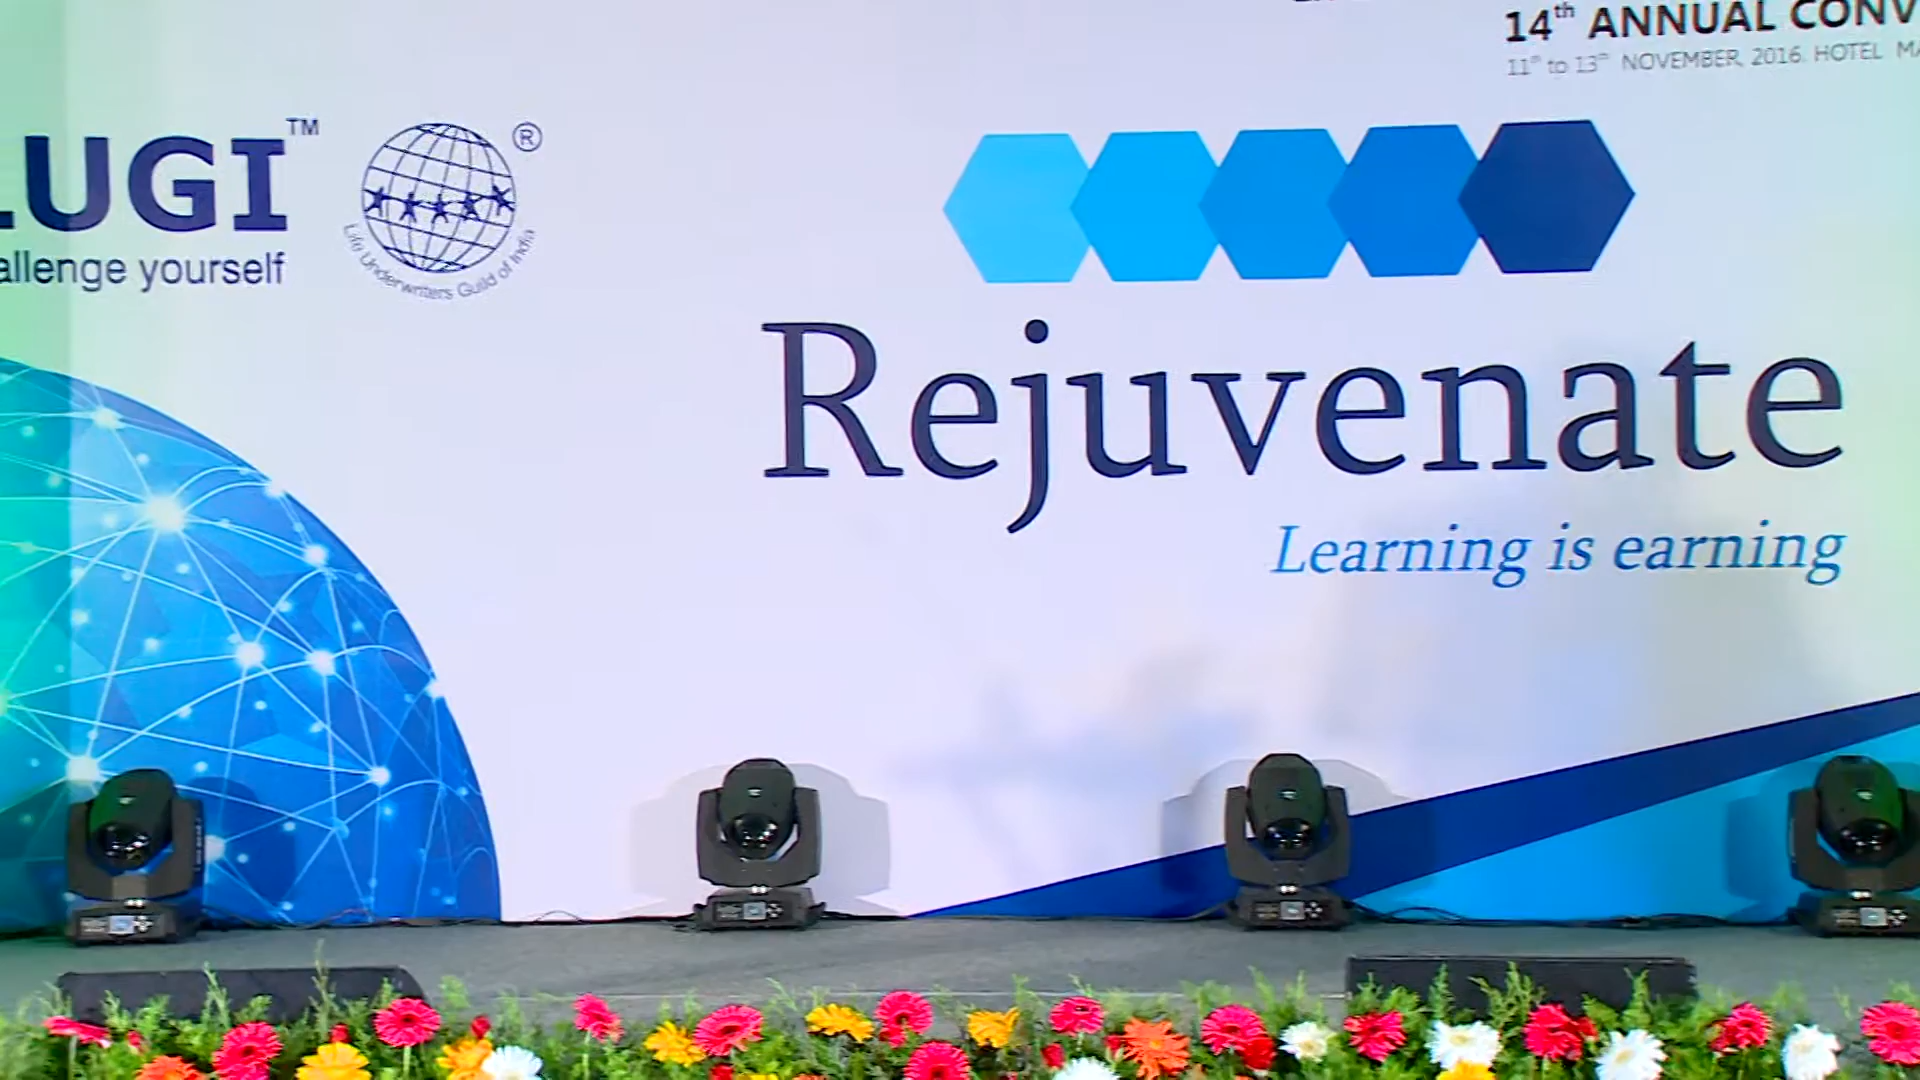 14th ANNUAL CONV
11th to 13th NOVEMBER, 2016. HOTEL MA
LUGI™
allenge yourself
®
Life Underwriters Guild of India
Rejuvenate
Learning is earning